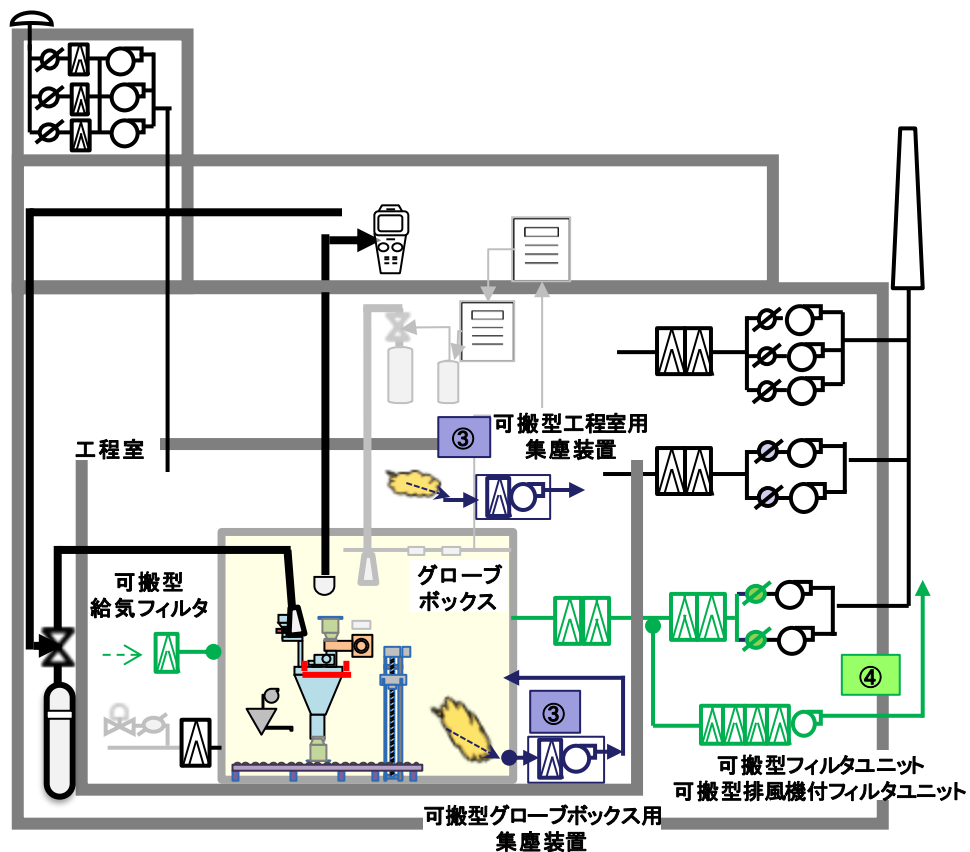 ③
可搬型工程室用
集塵装置
工程室
グローブ
ボックス
可搬型
給気フィルタ
④
③
可搬型フィルタユニット
可搬型排風機付フィルタユニット
可搬型グローブボックス用
集塵装置